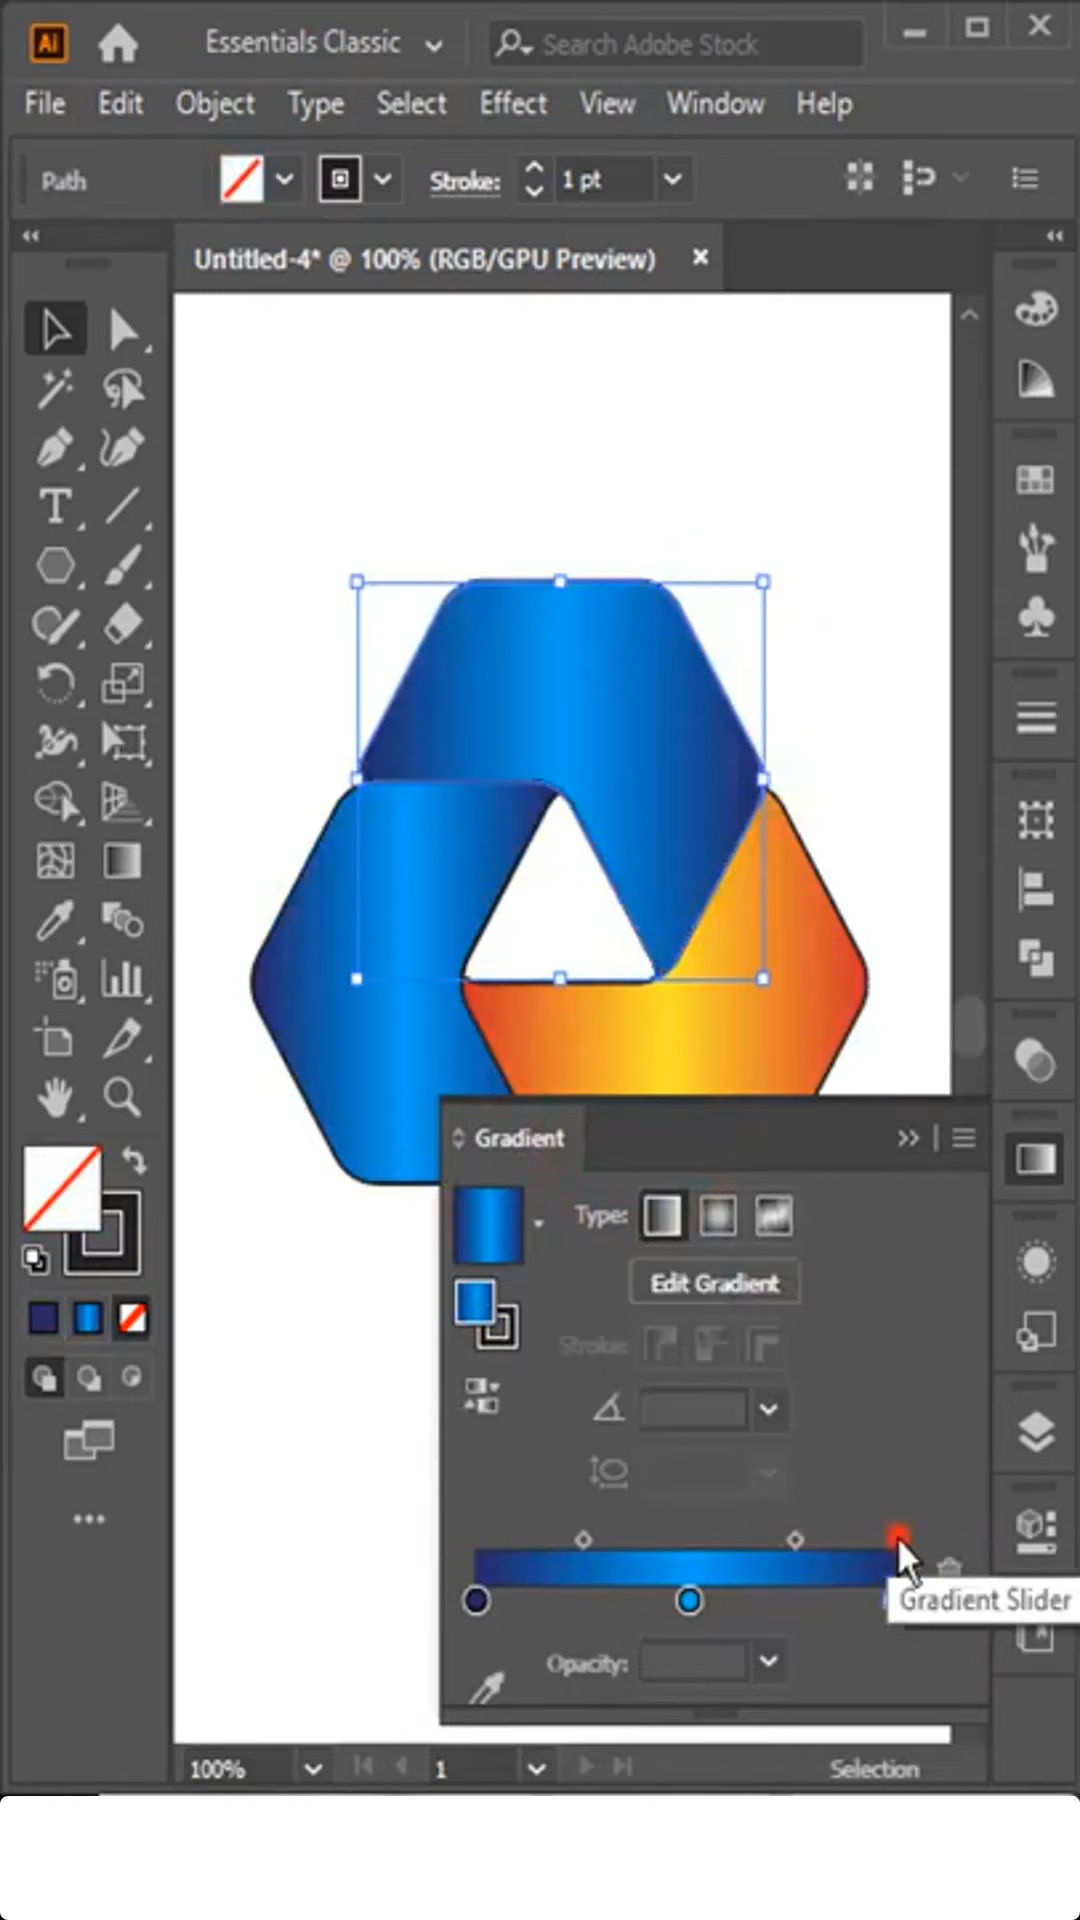 Ai
Essentials Classic
Search Adobe Stock
File Edit Object Type Select Effect View Window Help
Path
Stroke: 1 pt
Untitled-4* @ 100% (RGB/GPU Preview) ×
T
Gradient
Type:
Edit Gradient
Stroke:
Gradient Slider
Opacity:
100% 1 Selection